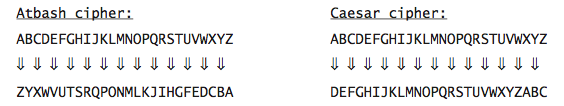 Atbash cipher: Caesar cipher:
ABCDEFGHIJKLMNOPQRSTUVWXYZ ABCDEFGHIJKLMNOPQRSTUVWXYZ
⇓ ⇓ ⇓ ⇓ ⇓ ⇓ ⇓ ⇓ ⇓ ⇓ ⇓ ⇓ ⇓ ⇓ ⇓ ⇓ ⇓ ⇓ ⇓ ⇓ ⇓ ⇓ ⇓ ⇓ ⇓ ⇓
ZYXWVUTSRQPONMLKJIHGFEDCBA DEFGHIJKLMNOPQRSTUVWXYZABC